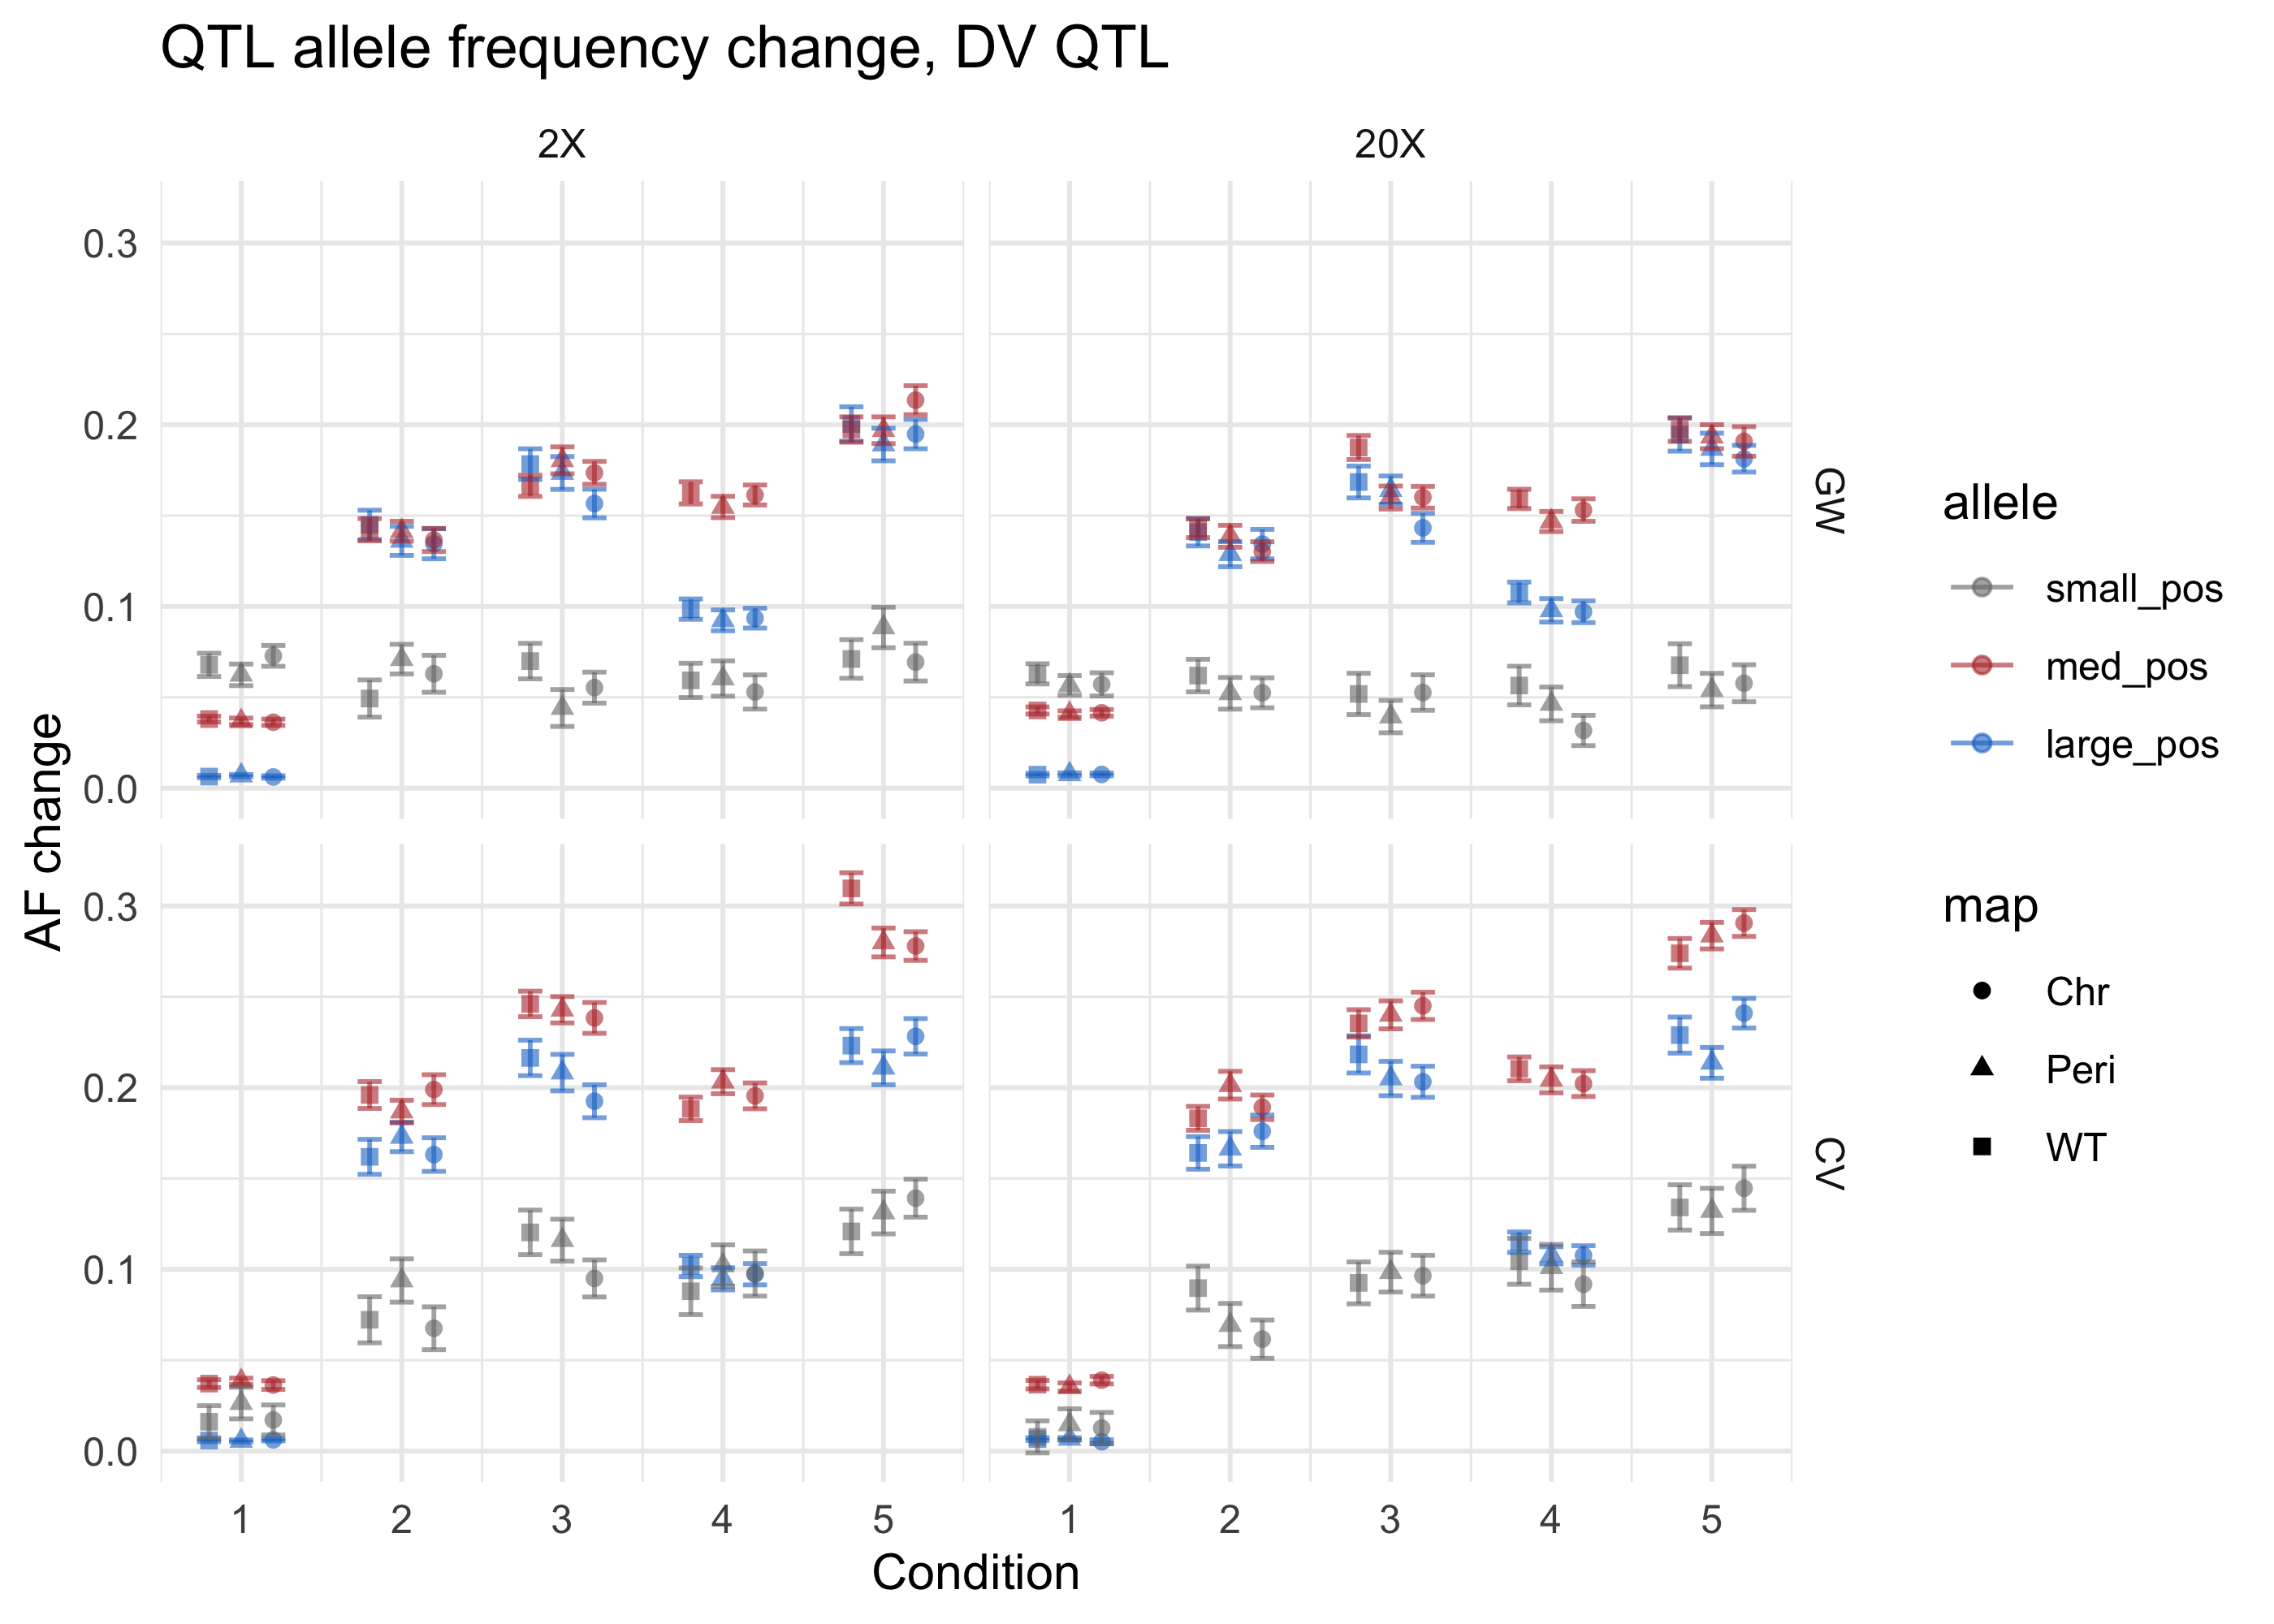 QTL allele frequency change, DV QTL
2X
20X
0.3
0.2
0.1
0.0
GW
0.3
0.2
0.1
0.0
CV
AF change
1 2 3 4 5
1 2 3 4 5
Condition
allele
small_pos
med_pos
large_pos
map
Chr
Peri
WT